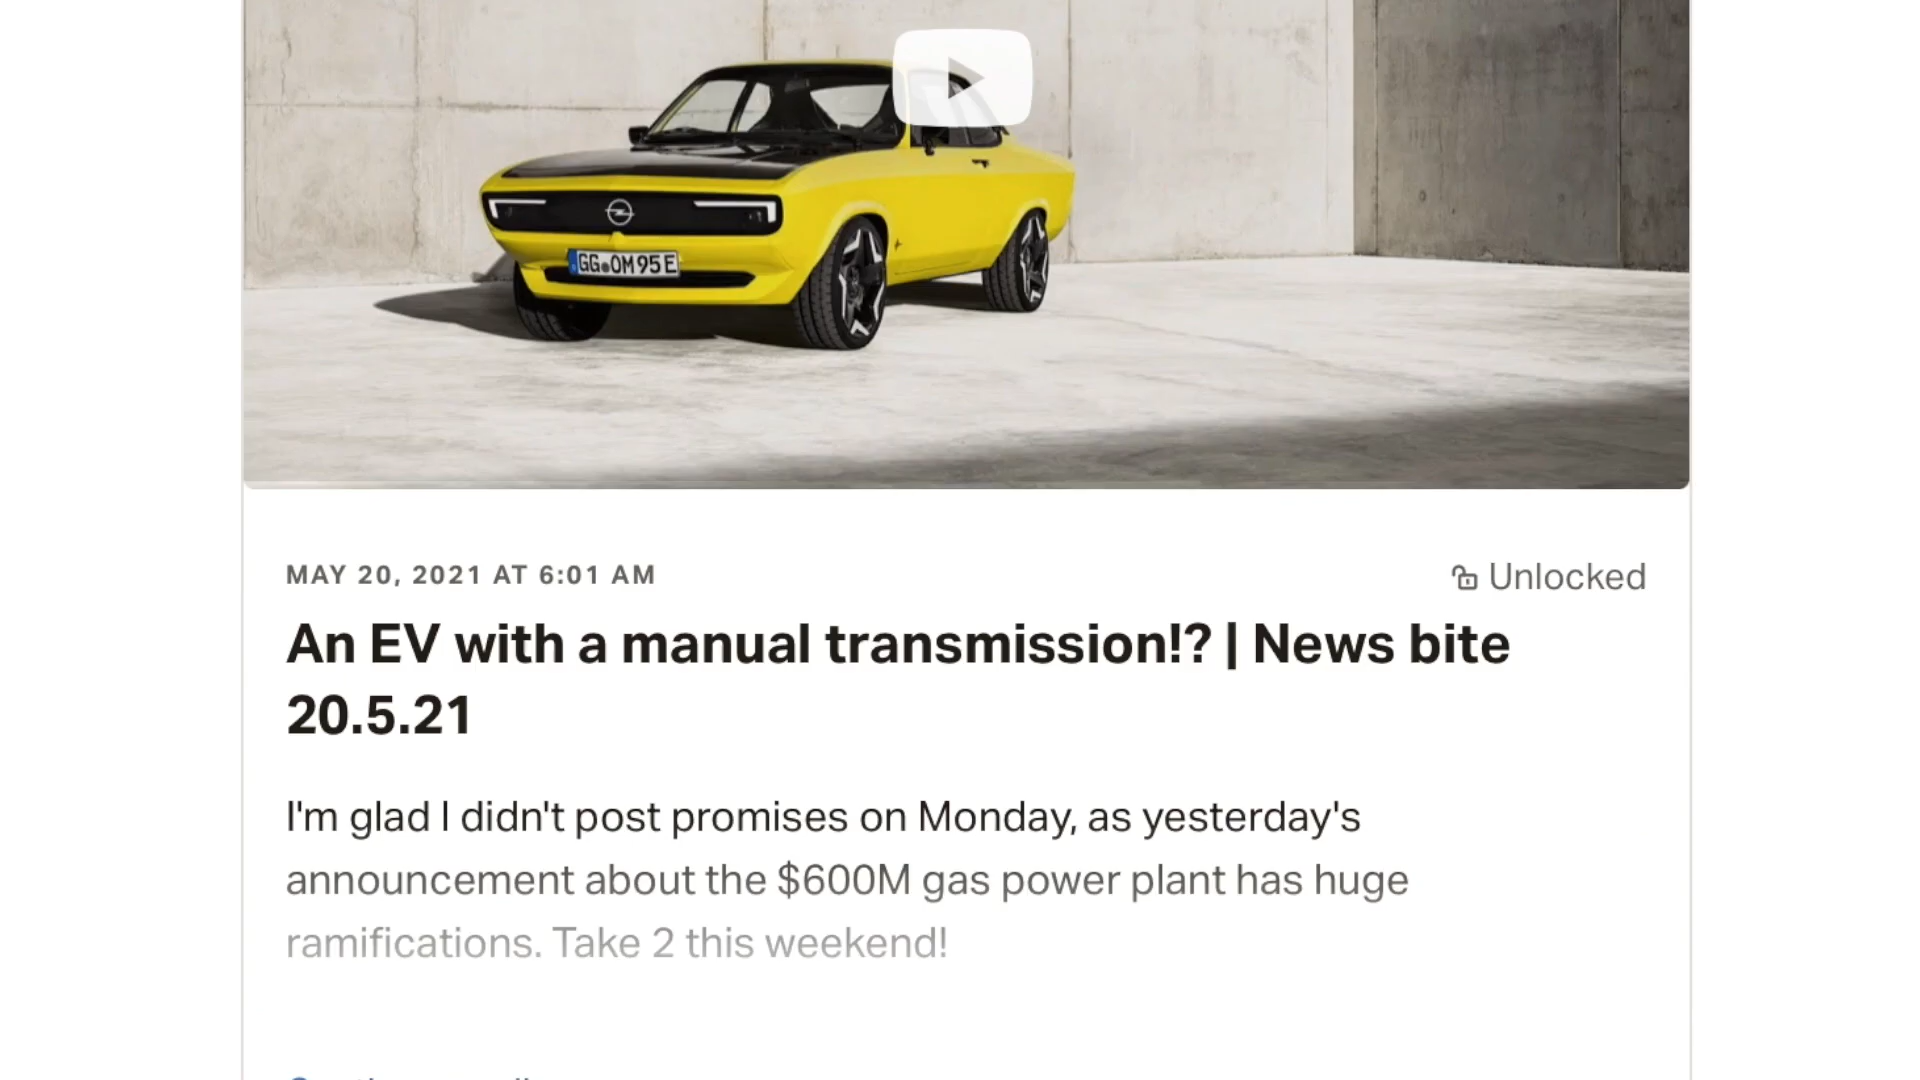 GG OM 95 E
MAY 20, 2021 AT 6:01 AM
Unlocked
An EV with a manual transmission!? | News bite
20.5.21
I'm glad I didn't post promises on Monday, as yesterday's
announcement about the $600M gas power plant has huge
ramifications. Take 2 this weekend!